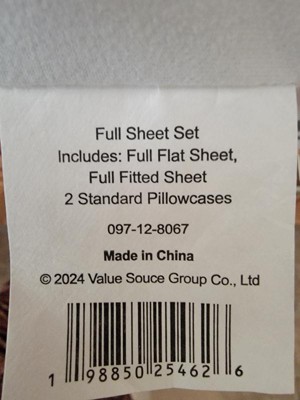 Full Sheet Set
Includes: Full Flat Sheet,
Full Fitted Sheet
2 Standard Pillowcases
097-12-8067
Made in China
© 2024 Value Souce Group Co., Ltd
1 98850 25462 6